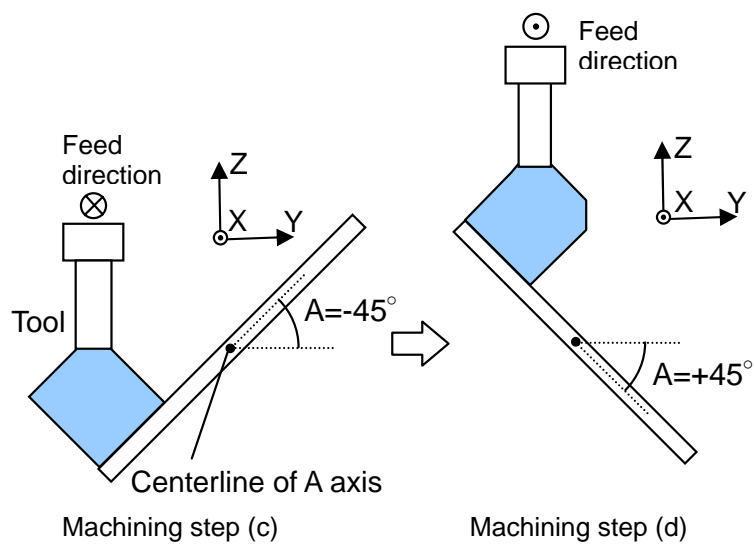 Feed
direction
Z
X
Y
Tool
A=-45°
Centerline of A axis
Machining step (c)
Feed
direction
Z
X
Y
A=+45°
Machining step (d)